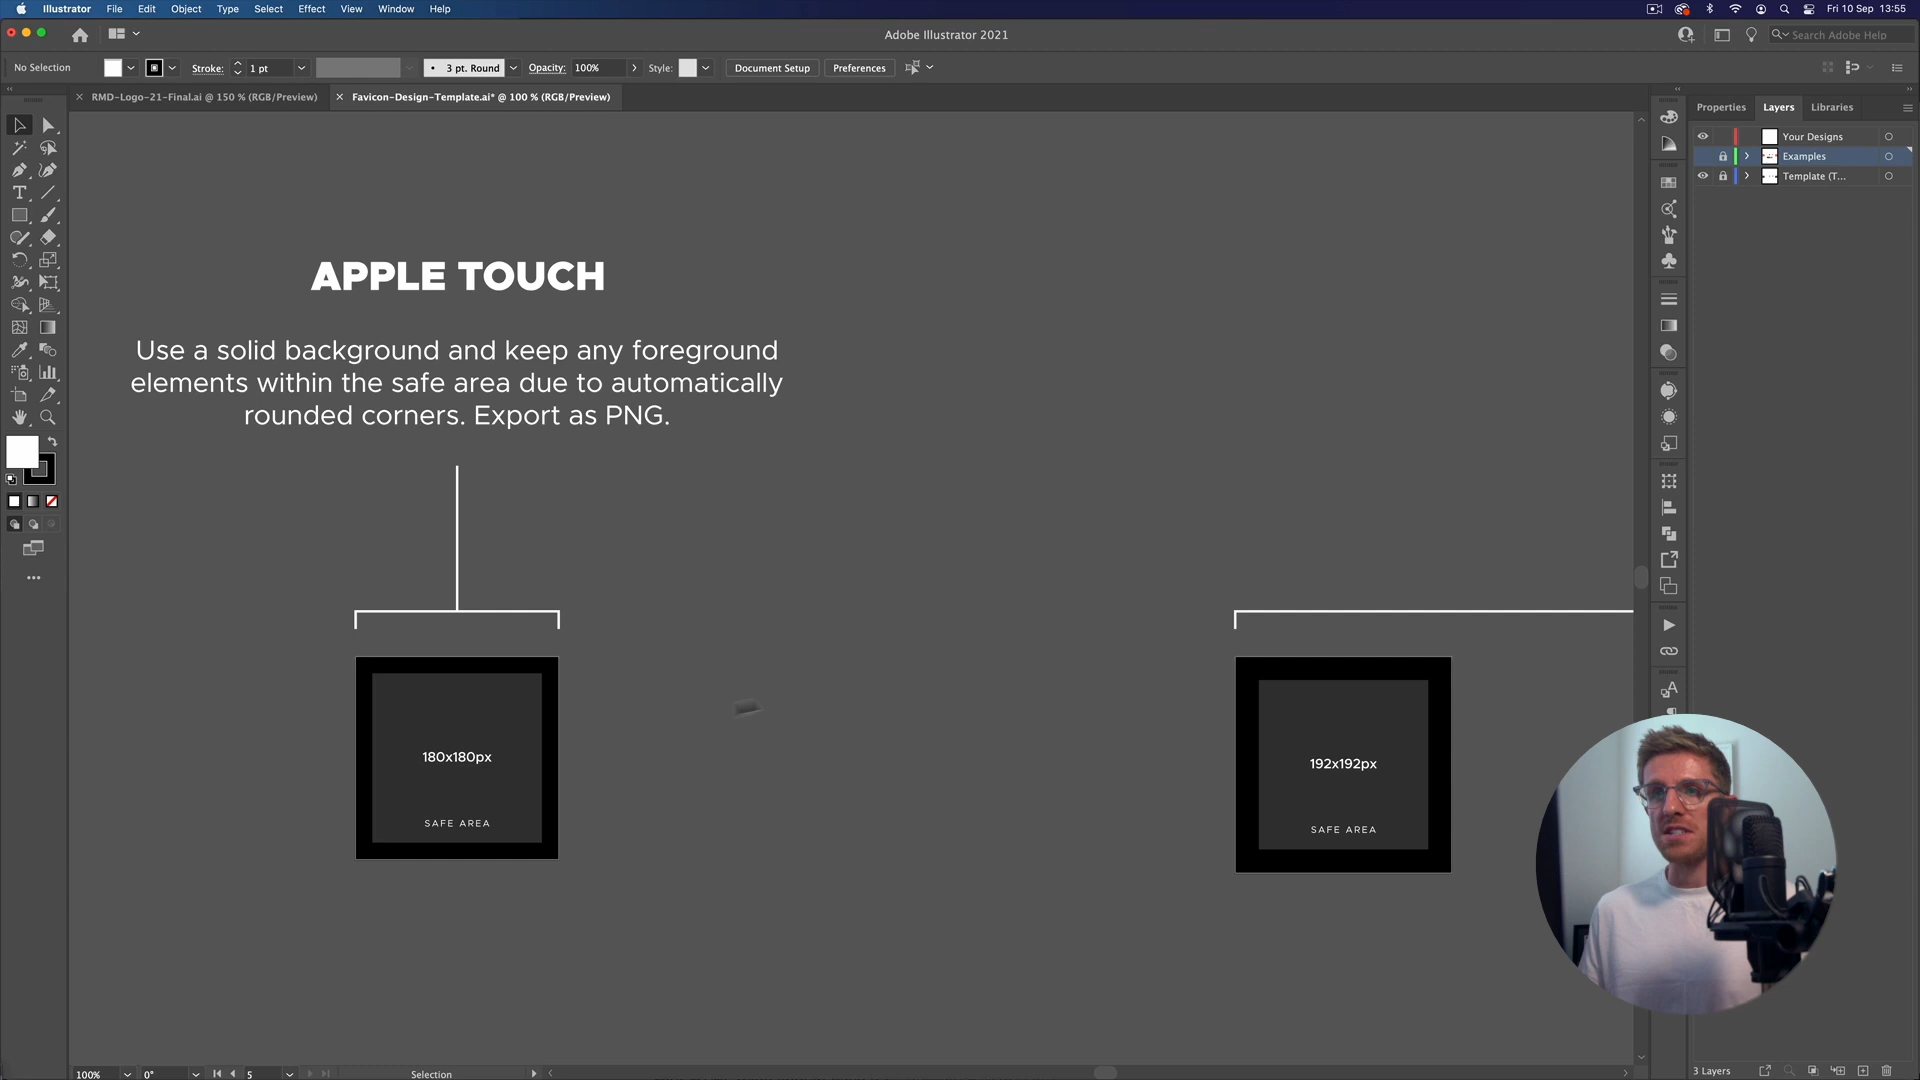 Illustrator File Edit Object Type Select Effect View Window Help
Fri 10 Sep 13:55
Adobe Illustrator 2021
Search Adobe Help
No Selection
Stroke:
1 pt
3 pt. Round
Opacity:
100%
Style:
Document Setup
Preferences
RMD-Logo-21-Final.ai @ 150 % (RGB/Preview)
Favicon-Design-Template.ai* @ 100 % (RGB/Preview)
Properties
Layers
Libraries
Your Designs
Examples
Template (T...
APPLE TOUCH
Use a solid background and keep any foreground
elements within the safe area due to automatically
rounded corners. Export as PNG.
180x180px
SAFE AREA
192x192px
SAFE AREA
100%
0°
5
Selection
3 Layers